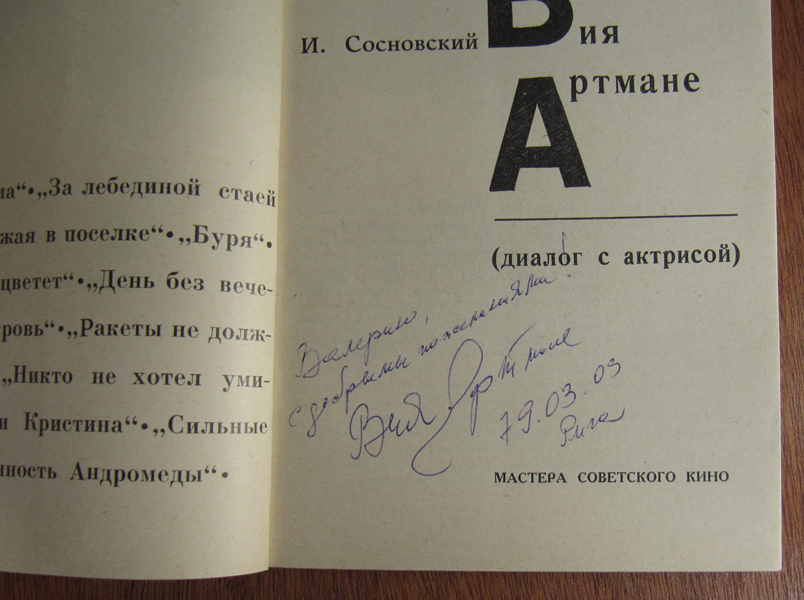 ма“•„За лебединой стаей
жая в поселке“•„Буря“•
цветет“•„День без вече-
ровь“•„Ракеты не долж-
„Никто не хотел уми-
и Кристина“•„Сильные
нность Андромеды“•
И. Сосновский
Вия
Артмане
(диалог с актрисой)
Валерию,
с добрыми пожеланиями!
Вия Артмане
19.03.03
Рига
МАСТЕРА СОВЕТСКОГО КИНО